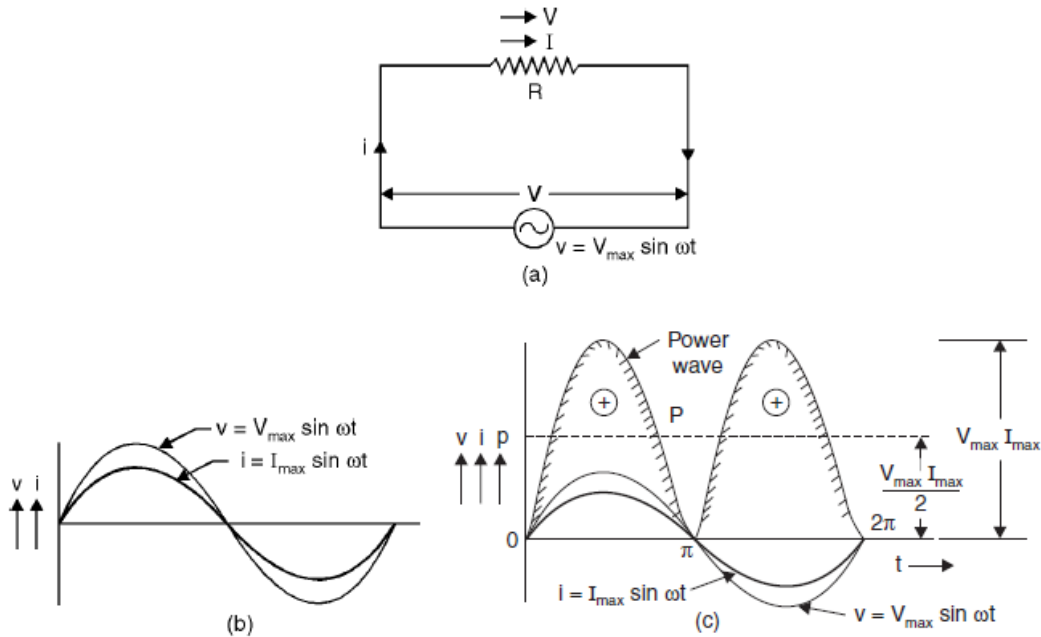 V
I
R
i
V
v = Vmax sin ωt
(a)
v = Vmax sin ωt
i = Imax sin ωt
v i
(b)
Power
wave
+ +
P
v i p
Vmax Imax
Vmax Imax
2
0
π
2π
t
i = Imax sin ωt
(c)
v = Vmax sin ωt